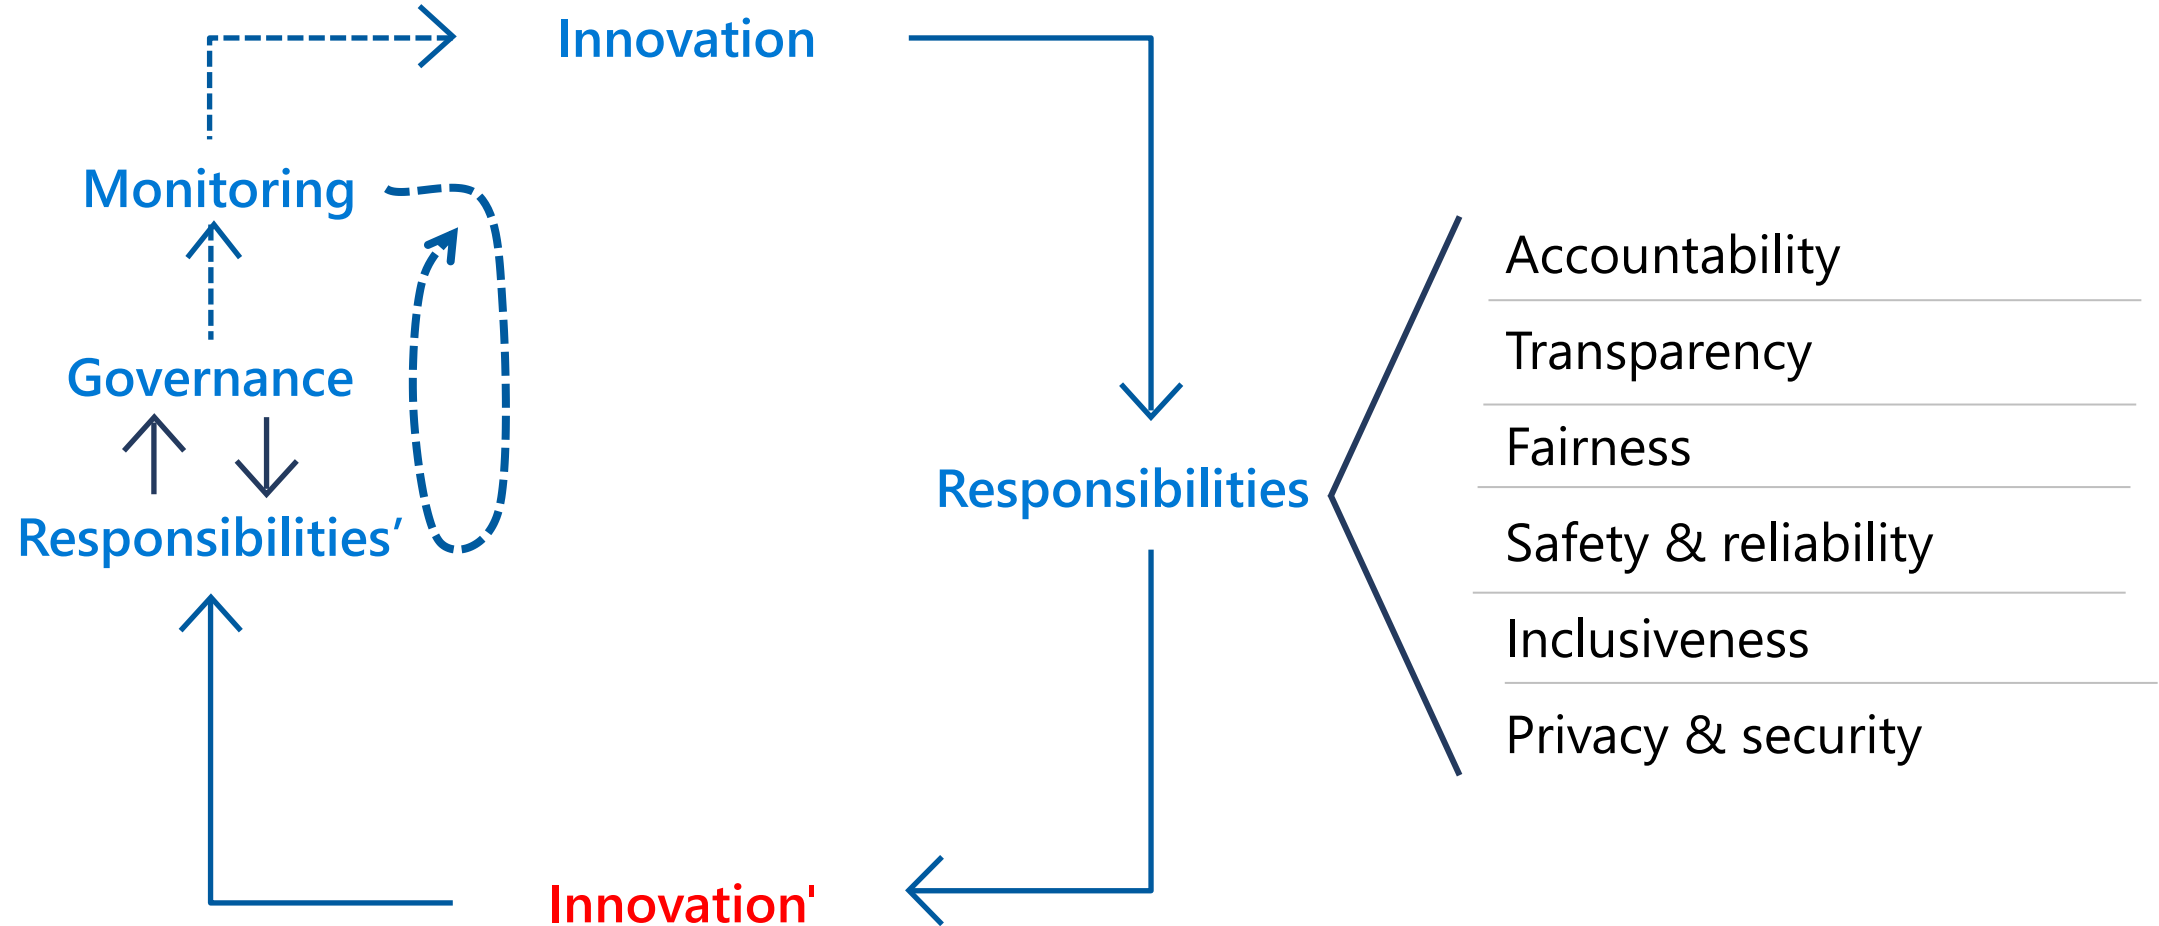 Innovation
Monitoring
Governance
Responsibilities’
Innovation'
Responsibilities
Accountability
Transparency
Fairness
Safety & reliability
Inclusiveness
Privacy & security